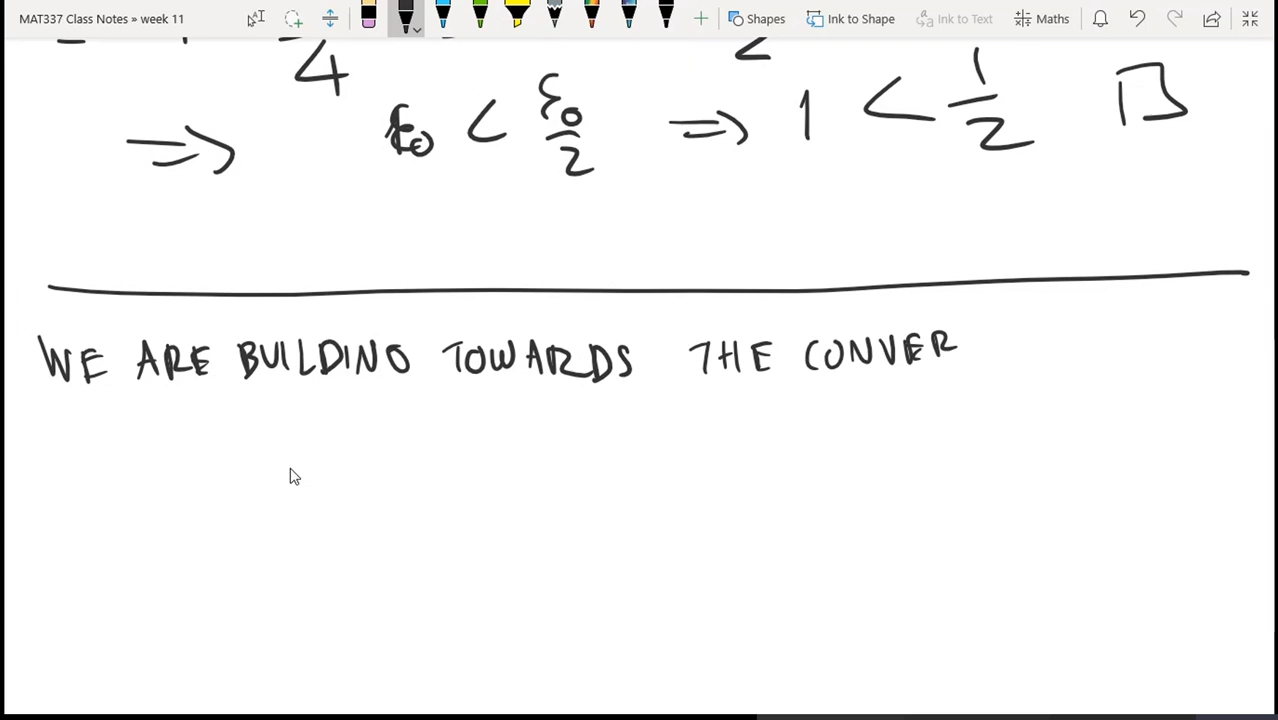 MAT337 Class Notes » week 11
Shapes
Ink to Shape
Ink to Text
Maths
4
2
=> ε₀ < ε₀/2 => 1 < 1/2
WE ARE BUILDING TOWARDS THE CONVER